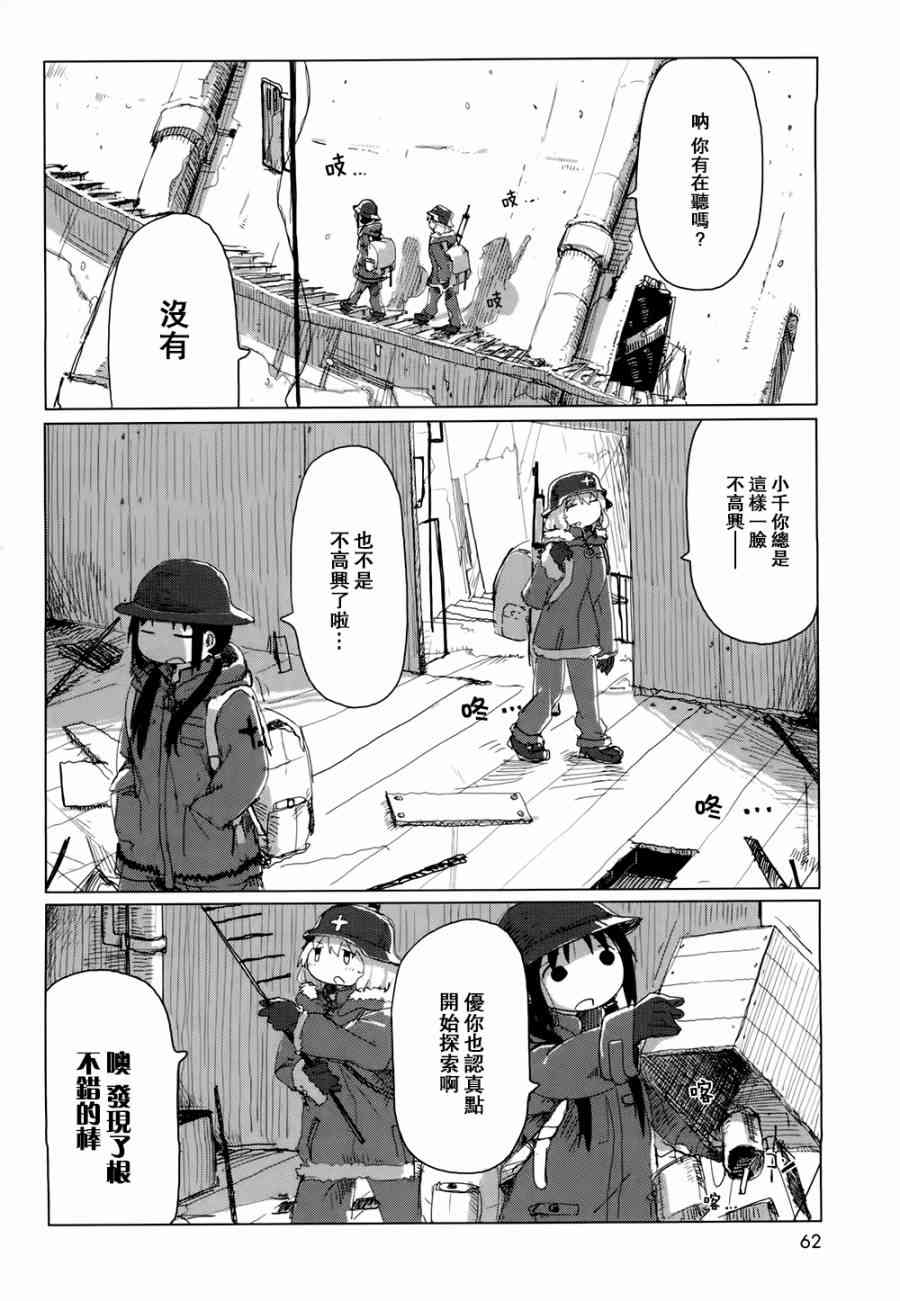 吶 你有在聽嗎？
吱…
吱…
吱
沒有
小千你總是
這樣一臉
不高興──
也不是
不高興了啦…
咚…
咚…
優你也認真點
開始探索啊
喀
喀
噢 發現了根
不錯的棒
62